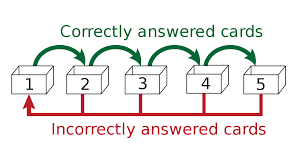 Correctly answered cards
1 2 3 4 5
Incorrectly answered cards